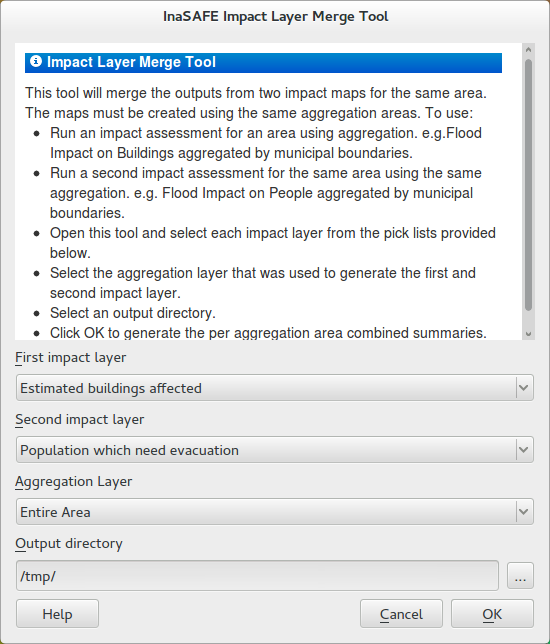 InaSAFE Impact Layer Merge Tool
Impact Layer Merge Tool
This tool will merge the outputs from two impact maps for the same area.
The maps must be created using the same aggregation areas. To use:
• Run an impact assessment for an area using aggregation. e.g.Flood
Impact on Buildings aggregated by municipal boundaries.
• Run a second impact assessment for the same area using the same
aggregation. e.g. Flood Impact on People aggregated by municipal
boundaries.
• Open this tool and select each impact layer from the pick lists provided
below.
• Select the aggregation layer that was used to generate the first and
second impact layer.
• Select an output directory.
• Click OK to generate the per aggregation area combined summaries.
First impact layer
Estimated buildings affected
Second impact layer
Population which need evacuation
Aggregation Layer
Entire Area
Output directory
/tmp/
...
Help
Cancel
OK